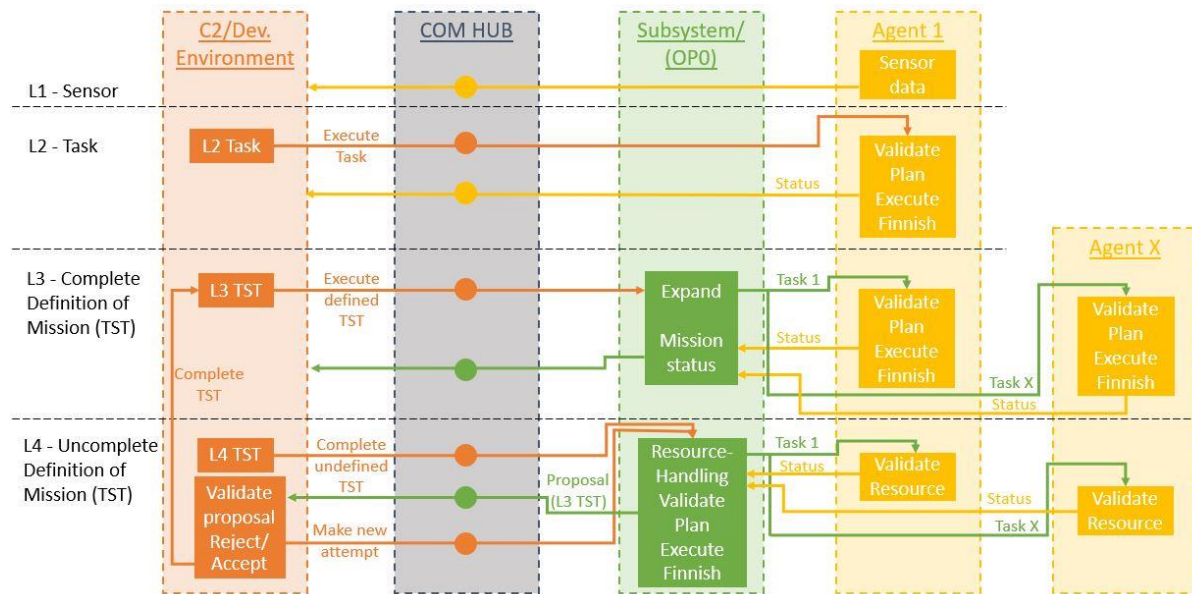 C2/Dev.
Environment
COM HUB
Subsystem/
(OP0)
Agent 1
L1 - Sensor
Sensor
data
L2 - Task
L2 Task
Execute
Task
Status
Validate
Plan
Execute
Finnish
Agent X
L3 - Complete
Definition of
Mission (TST)
L3 TST
Execute
defined
TST
Expand
Mission
status
Task 1
Status
Validate
Plan
Execute
Finnish
Validate
Plan
Execute
Finnish
Complete
TST
Task X
Status
L4 - Uncomplete
Definition of
Mission (TST)
L4 TST
Complete
undefined
TST
Proposal
(L3 TST)
Resource-
Handling
Validate
Plan
Execute
Finnish
Task 1
Status
Validate
Resource
Status
Task X
Validate
Resource
Validate
proposal
Reject/
Accept
Make new
attempt